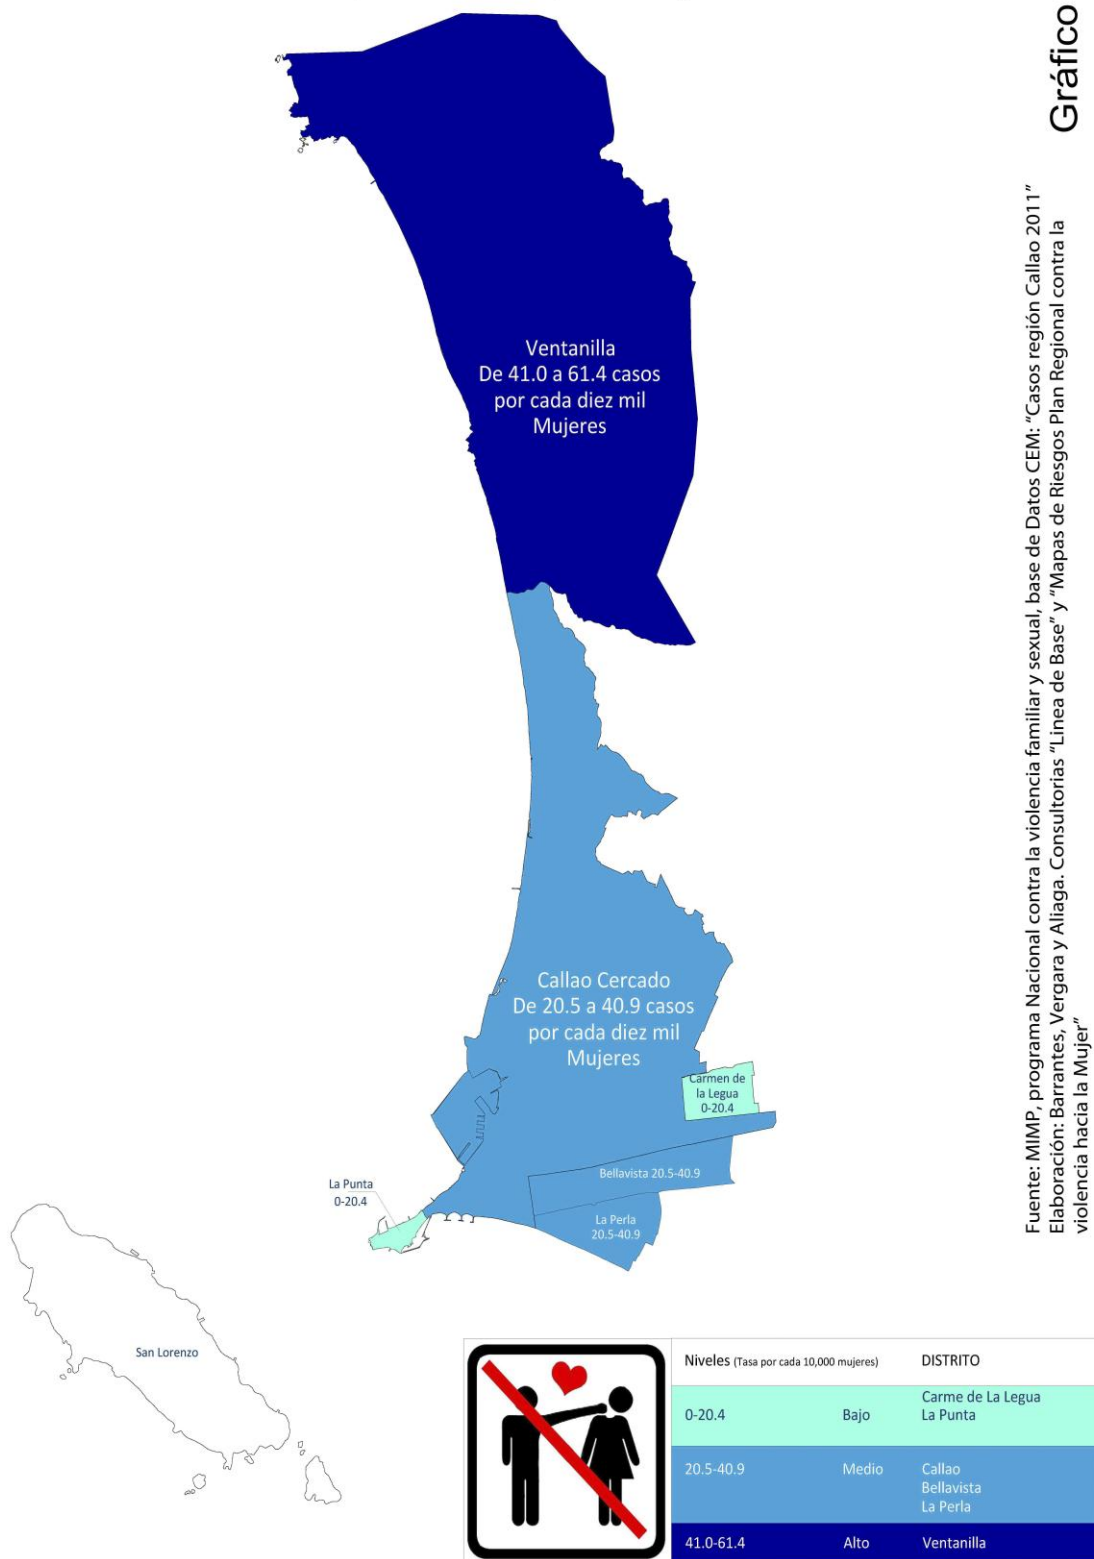 Gráfico
Ventanilla
De 41.0 a 61.4 casos
por cada diez mil
Mujeres
Callao Cercado
De 20.5 a 40.9 casos
por cada diez mil
Mujeres
Carmen de
la Legua
0-20.4
Bellavista 20.5-40.9
La Perla
20.5-40.9
La Punta
0-20.4
San Lorenzo
Fuente: MIMP, programa Nacional contra la violencia familiar y sexual, base de Datos CEM: “Casos región Callao 2011”
Elaboración: Barrantes, Vergara y Aliaga. Consultorias “Linea de Base” y “Mapas de Riesgos Plan Regional contra la
violencia hacia la Mujer”
Niveles (Tasa por cada 10,000 mujeres) DISTRITO
0-20.4 Bajo Carme de La Legua
La Punta
20.5-40.9 Medio Callao
Bellavista
La Perla
41.0-61.4 Alto Ventanilla